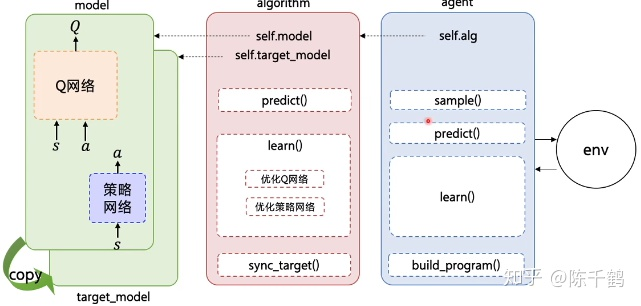 model
algorithm
agent
Q
self.model
self.alg
self.target_model
Q网络
predict()
sample()
s
a
predict()
env
learn()
a
优化Q网络
策略
网络
learn()
优化策略网络
s
copy
sync_target()
build_program()
target_model
知乎 @陈千鹤